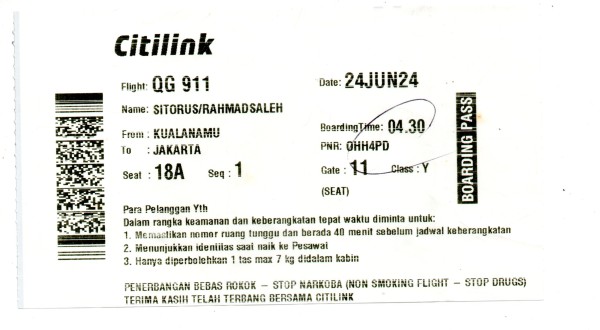 Citilink
Flight: QG 911 Date: 24JUN24
Name: SITORUS/RAHMADSALEH
From : KUALANAMU BoardingTime: 04.30
To : JAKARTA PNR: OHH4PD
Seat : 18A Seq : 1 Gate : 11 Class : Y
(SEAT)
BOARDING PASS
Para Pelanggan Yth
Dalam rangka keamanan dan keberangkatan tepat waktu diminta untuk:
1. Memastikan nomor ruang tunggu dan berada 40 menit sebelum jadwal keberangkatan
2. Menunjukkan identitas saat naik ke Pesawat
3. Hanya diperbolehkan 1 tas max 7 kg didalam kabin
PENERBANGAN BEBAS ROKOK – STOP NARKOBA (NON SMOKING FLIGHT – STOP DRUGS)
TERIMA KASIH TELAH TERBANG BERSAMA CITILINK